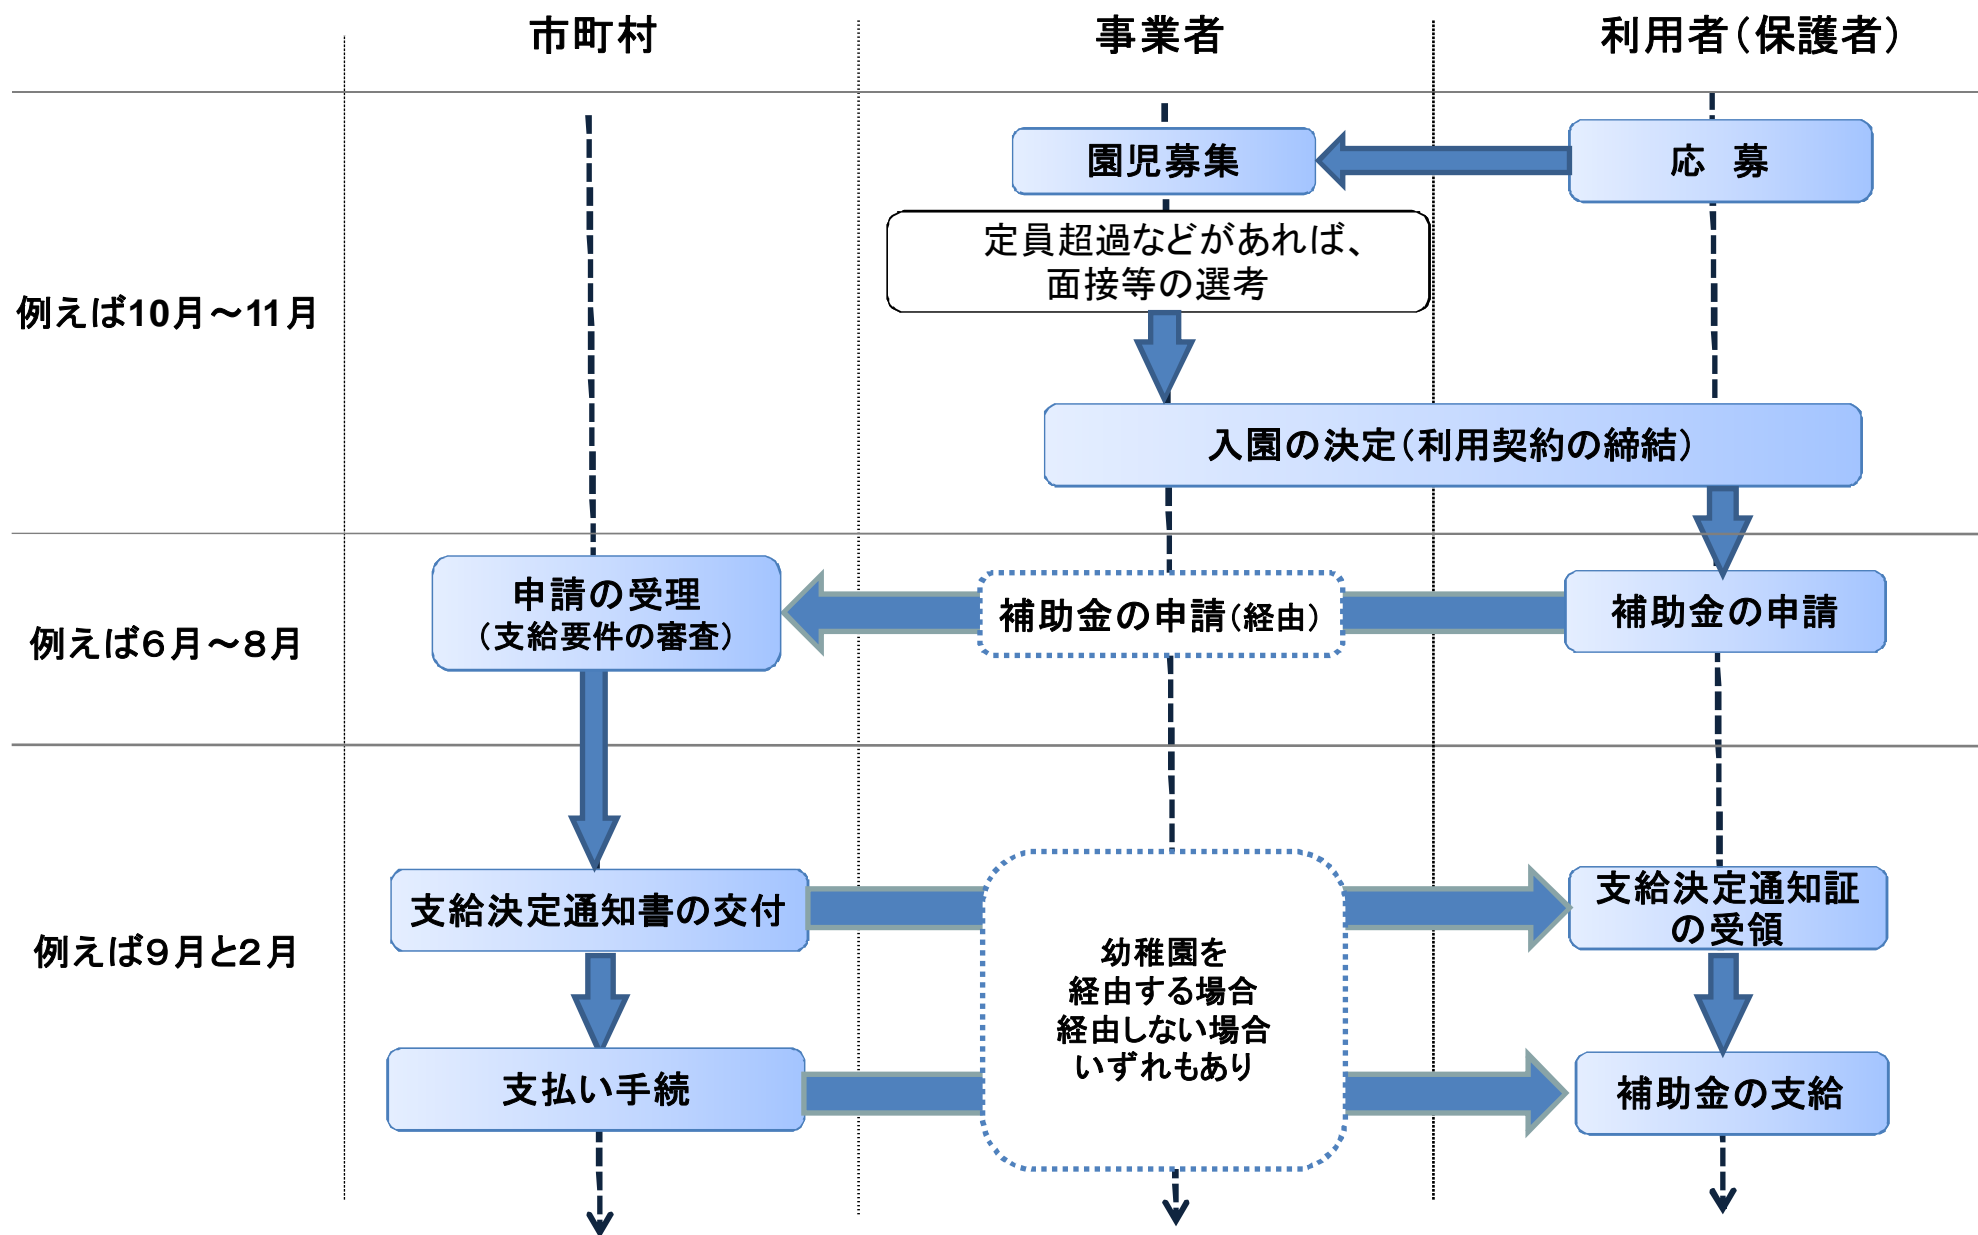 市町村
事業者
利用者（保護者）
例えば10月～11月
園児募集
応　募
定員超過などがあれば、
面接等の選考
入園の決定（利用契約の締結）
例えば６月～８月
申請の受理
（支給要件の審査）
補助金の申請（経由）
補助金の申請
例えば９月と２月
支給決定通知書の交付
支給決定通知証
の受領
幼稚園を
経由する場合
経由しない場合
いずれもあり
支払い手続
補助金の支給